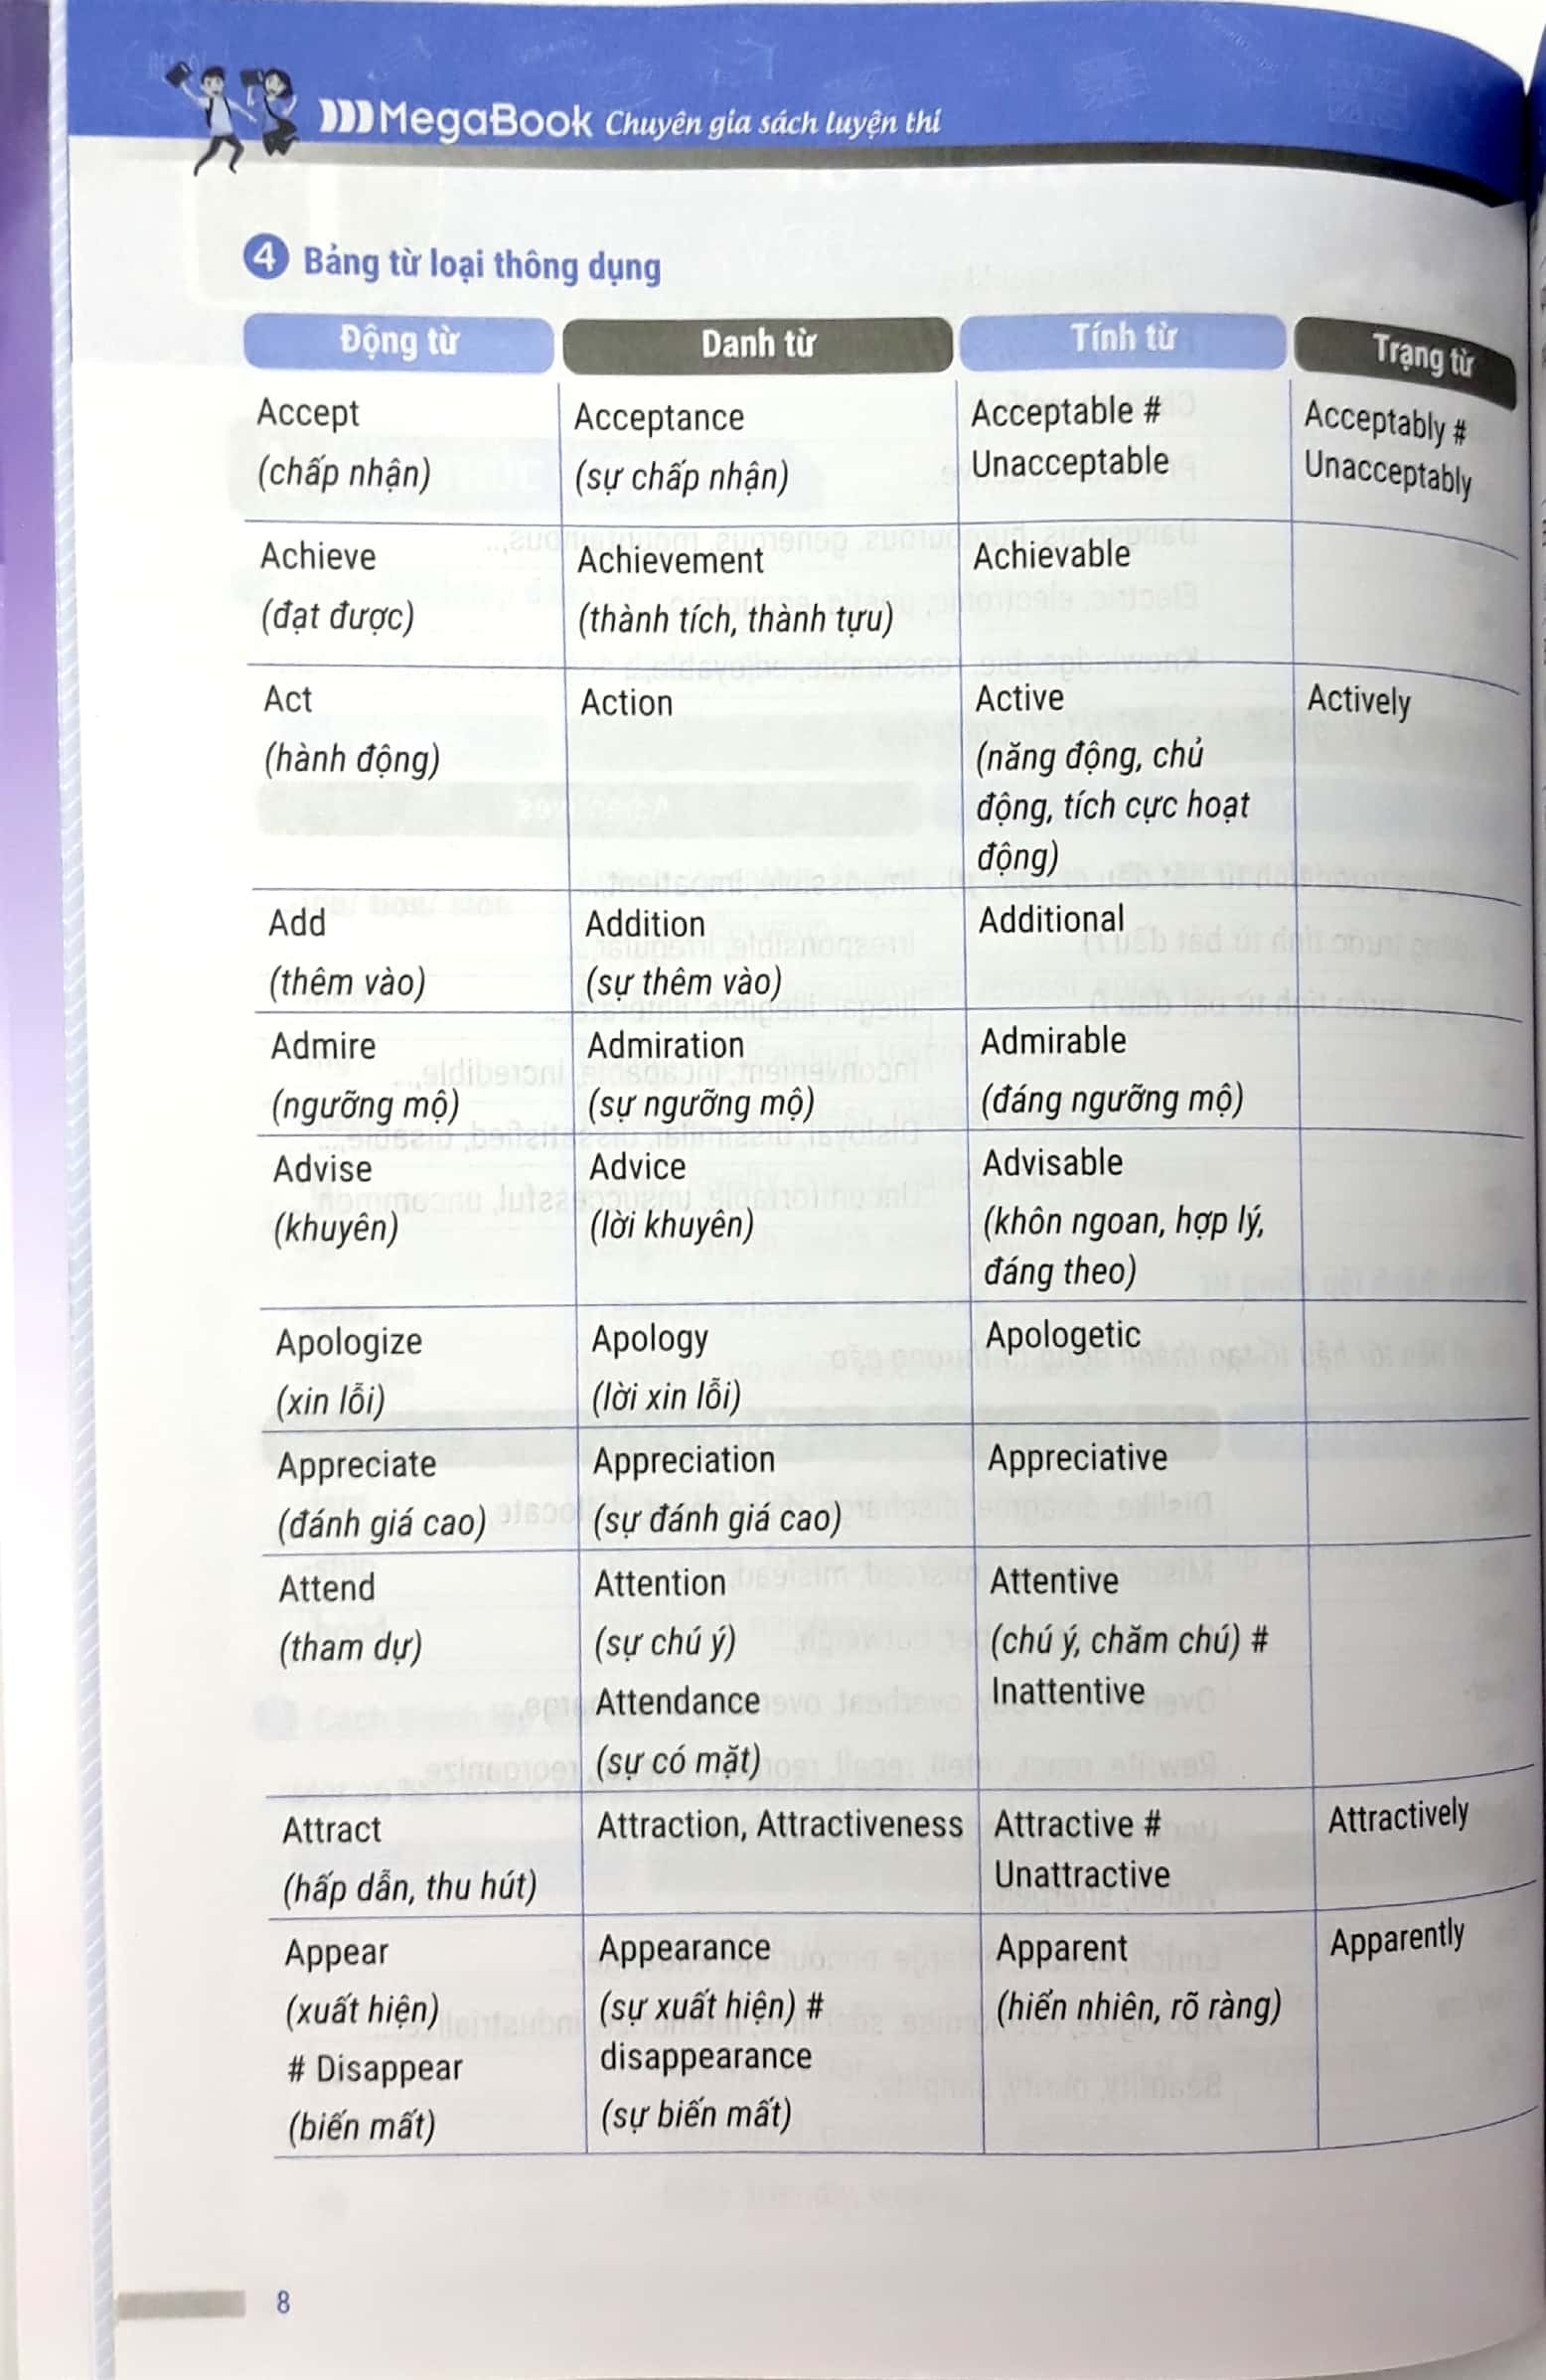 MegaBook Chuyên gia sách luyện thi
4 Bảng từ loại thông dụng
Động từ Danh từ Tính từ Trạng từ
Accept Acceptance Acceptable # Acceptably #
(chấp nhận) (sự chấp nhận) Unacceptable Unacceptably
Achieve Achievement Achievable
(đạt được) (thành tích, thành tựu)
Act Action Active Actively
(hành động) (năng động, chủ
động, tích cực hoạt
động)
Add Addition Additional
(thêm vào) (sự thêm vào)
Admire Admiration Admirable
(ngưỡng mộ) (sự ngưỡng mộ) (đáng ngưỡng mộ)
Advise Advice Advisable
(khuyên) (lời khuyên) (khôn ngoan, hợp lý,
đáng theo)
Apologize Apology Apologetic
(xin lỗi) (lời xin lỗi)
Appreciate Appreciation Appreciative
(đánh giá cao) (sự đánh giá cao)
Attend Attention Attentive
(tham dự) (sự chú ý) (chú ý, chăm chú) #
Attendance Inattentive
(sự có mặt)
Attract Attraction, Attractiveness Attractive # Attractively
(hấp dẫn, thu hút) Unattractive
Appear Appearance Apparent Apparently
(xuất hiện) (sự xuất hiện) # (hiển nhiên, rõ ràng)
# Disappear disappearance
(biến mất) (sự biến mất)
8